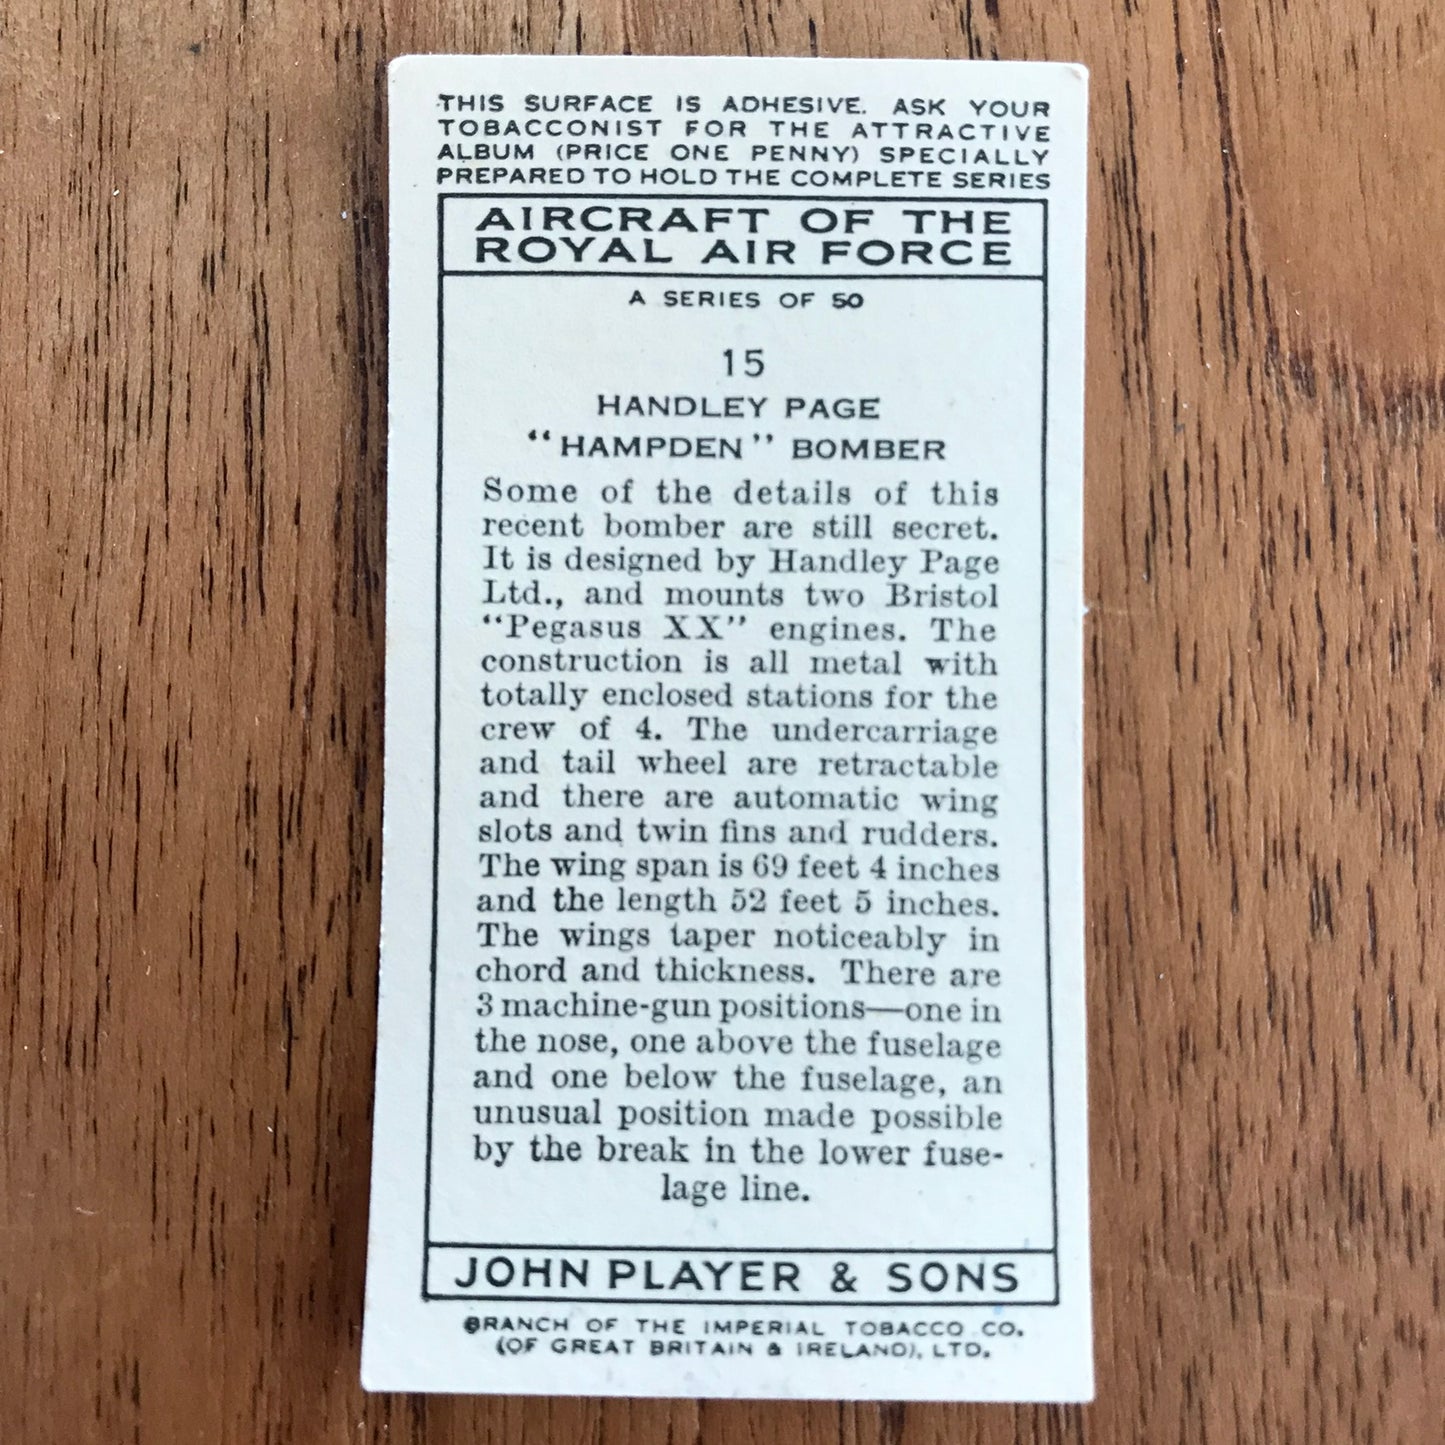 THIS SURFACE IS ADHESIVE. ASK YOUR
TOBACCONIST FOR THE ATTRACTIVE
ALBUM (PRICE ONE PENNY) SPECIALLY
PREPARED TO HOLD THE COMPLETE SERIES
AIRCRAFT OF THE
ROYAL AIR FORCE
A SERIES OF 50
15
HANDLEY PAGE
"HAMPDEN" BOMBER
Some of the details of this
recent bomber are still secret.
It is designed by Handley Page
Ltd., and mounts two Bristol
"Pegasus XX" engines. The
construction is all metal with
totally enclosed stations for the
crew of 4. The undercarriage
and tail wheel are retractable
and there are automatic wing
slots and twin fins and rudders.
The wing span is 69 feet 4 inches
and the length 52 feet 5 inches.
The wings taper noticeably in
chord and thickness. There are
3 machine-gun positions—one in
the nose, one above the fuselage
and one below the fuselage, an
unusual position made possible
by the break in the lower fuse-
lage line.
JOHN PLAYER & SONS
BRANCH OF THE IMPERIAL TOBACCO CO.
(OF GREAT BRITAIN & IRELAND), LTD.